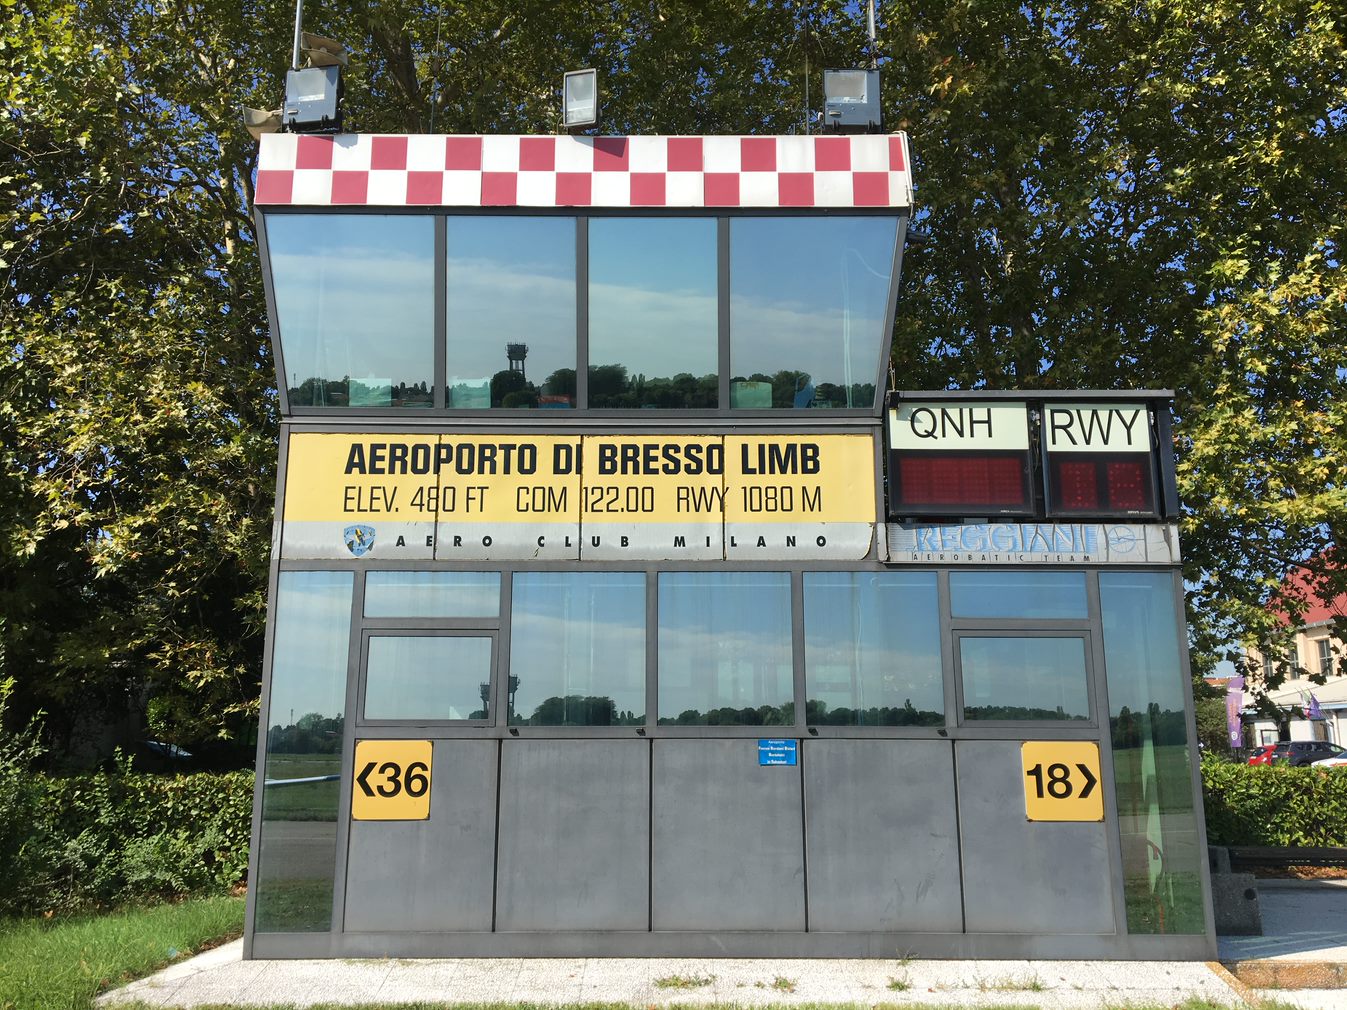 AEROPORTO DI BRESSO LIMB
ELEV. 480 FT COM 122.00 RWY 1080 M
AERO CLUB MILANO
QNH
RWY
REGGIANE
AEROBATIC TEAM
<36
18>